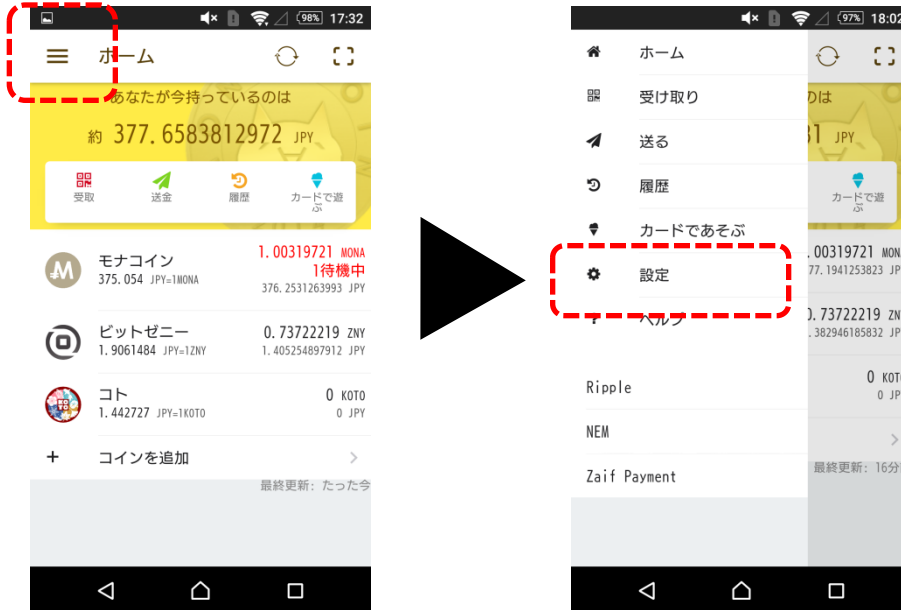 98% 17:32
ホーム
あなたが今持っているのは
約 377.6583812972 JPY
受取
送金
履歴
カードで遊
ぶ
モナコイン
375.054 JPY=1MONA
1.00319721 MONA
1待機中
376.2531263993 JPY
ビットゼニー
1.9061484 JPY=1ZNY
0.73722219 ZNY
1.405254897912 JPY
コト
1.442727 JPY=1KOTO
0 KOTO
0 JPY
コインを追加
最終更新: たった今
97% 18:02
ホーム
受け取り
送る
履歴
カードであそぶ
設定
ヘルプ
Ripple
NEM
Zaif Payment
のは
31 JPY
カードで遊
ぶ
.00319721 MON
77.1941253823 JP
0.73722219 ZN
.382946185832 JP
0 KOT
0 JP
最終更新: 16分